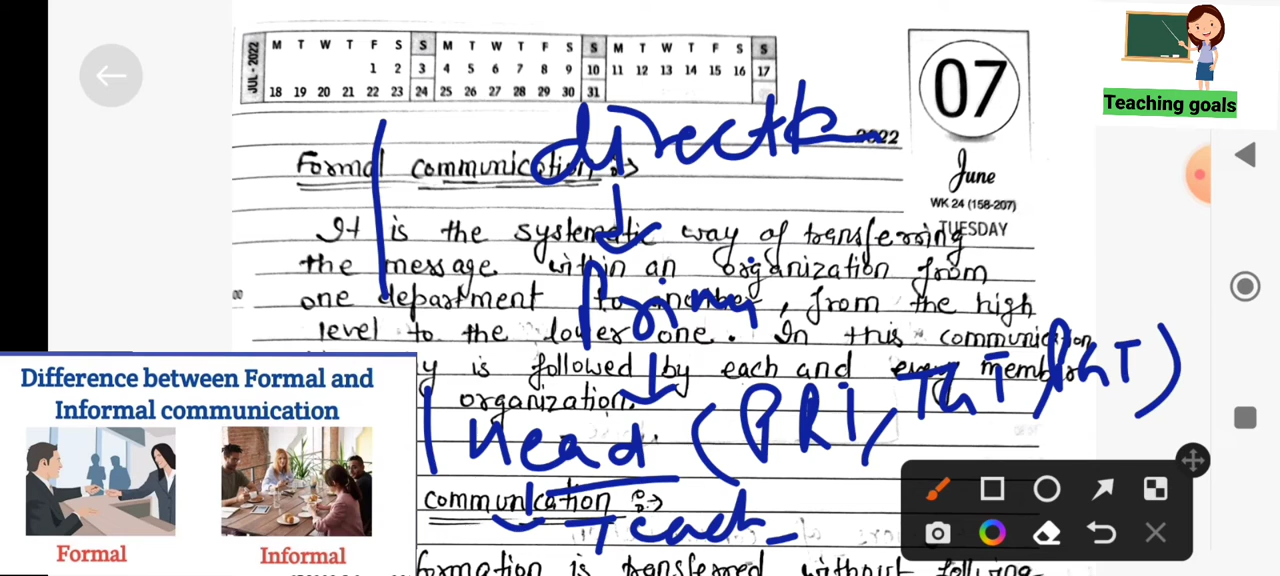 JUL - 2022
M T W T F S S M T W T F S S M T W T F S S
1 2 3 4 5 6 7 8 9 10 11 12 13 14 15 16 17
18 19 20 21 22 23 24 25 26 27 28 29 30 31
07
2022
June
WK 24 (158-207)
TUESDAY
Teaching goals
Formal communication :->
It is the systematic way of transferring
the message within an organization from
one department to another, from the high
level to the lower one. In this communication
is followed by each and every member
organization.
communication :->
formation is transferred without following
Head (PRI, TGT, PGT)
Teach
Difference between Formal and
Informal communication
Formal
Informal